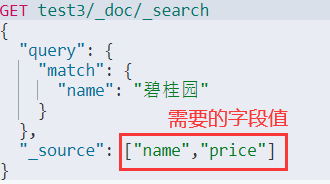 GET test3/_doc/_search
{
  "query": {
    "match": {
      "name": "碧桂园"
    }
  },
需要的字段值
  "_source": ["name","price"]
}